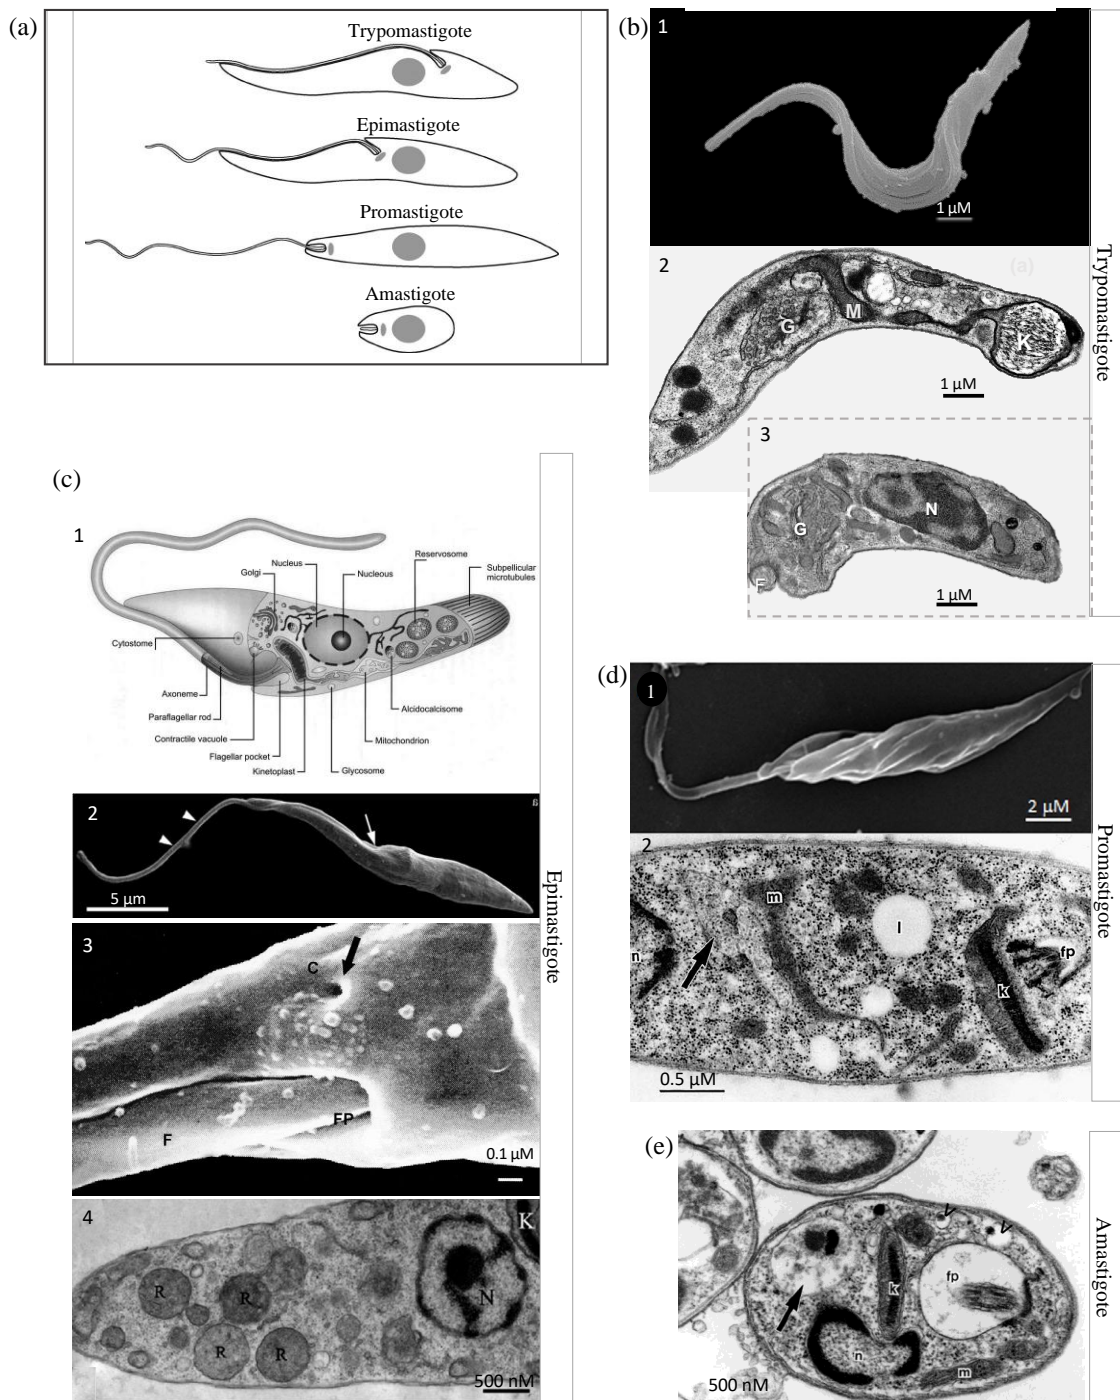 (a)
Trypomastigote
Epimastigote
Promastigote
Amastigote
(b)
1
1 µM
2
(a)
G
M
K
1 µM
3
G
N
F
1 µM
Trypomastigote
(c)
1
Nucleus
Golgi
Nucleous
Reservosome
Subpellicular
microtubules
Cytostome
Axoneme
Paraflagellar rod
Contractile vacuole
Flagellar pocket
Kinetoplast
Glycosome
Mitochondrion
Alcidocalcisome
2
5 µm
3
C
F
FP
0.1 µM
4
K
R
R
N
R
R
500 nM
Epimastigote
(d)
1
2 µM
2
m
l
n
fp
k
0.5 µM
Promastigote
(e)
v
v
fp
k
n
m
500 nM
Amastigote